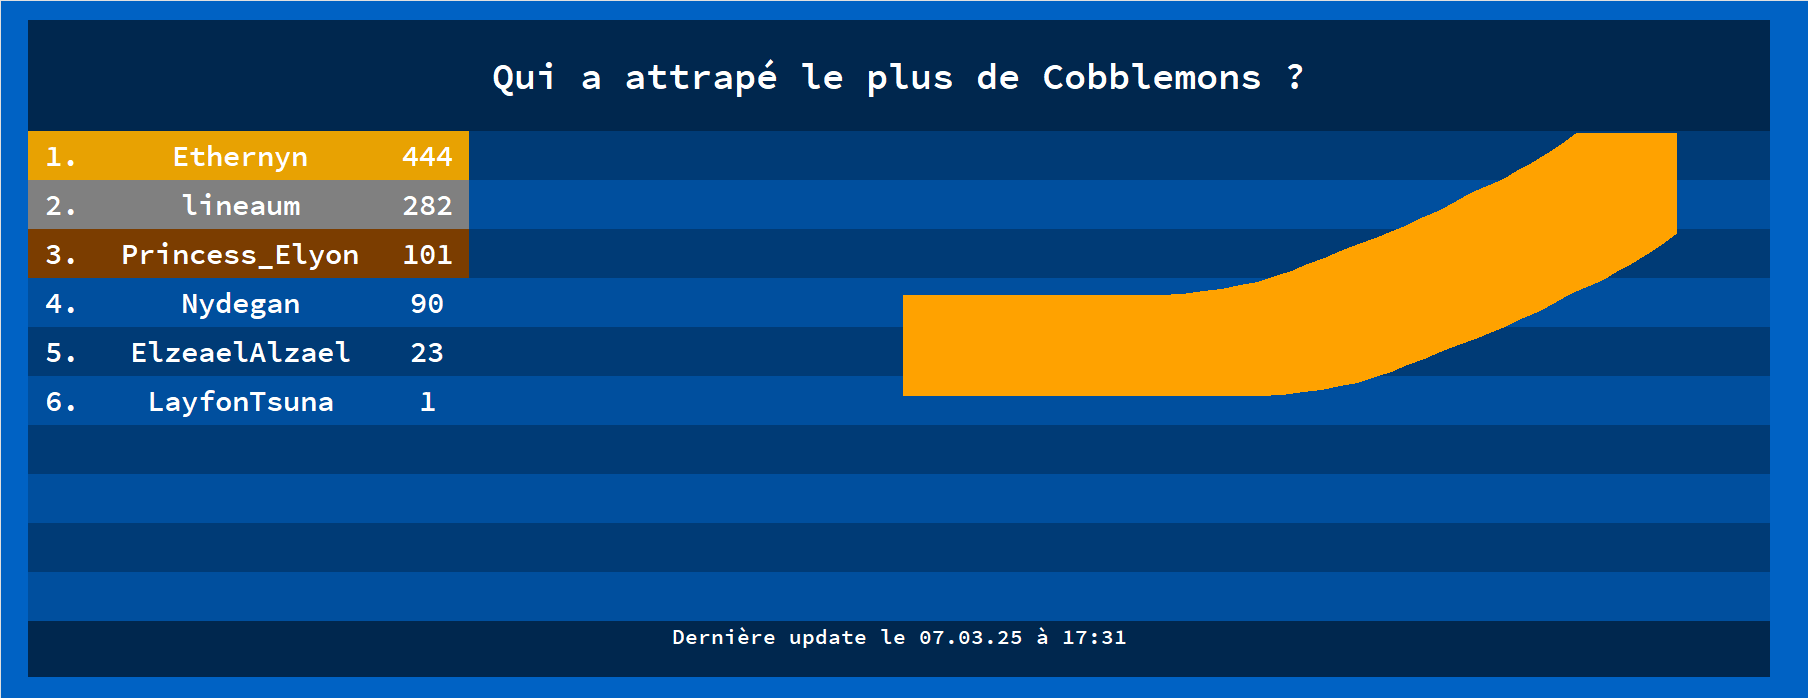 Qui a attrapé le plus de Cobblemons ?
1. Ethernyn 444
2. lineaum 282
3. Princess_Elyon 101
4. Nydegan 90
5. ElzeaelAlzael 23
6. LayfonTsuna 1
Dernière update le 07.03.25 à 17:31